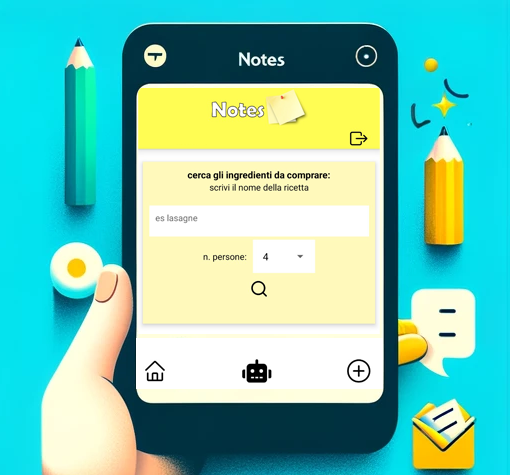 Notes
Notes
cerca gli ingredienti da comprare:
scrivi il nome della ricetta
es lasagne
n. persone: 4